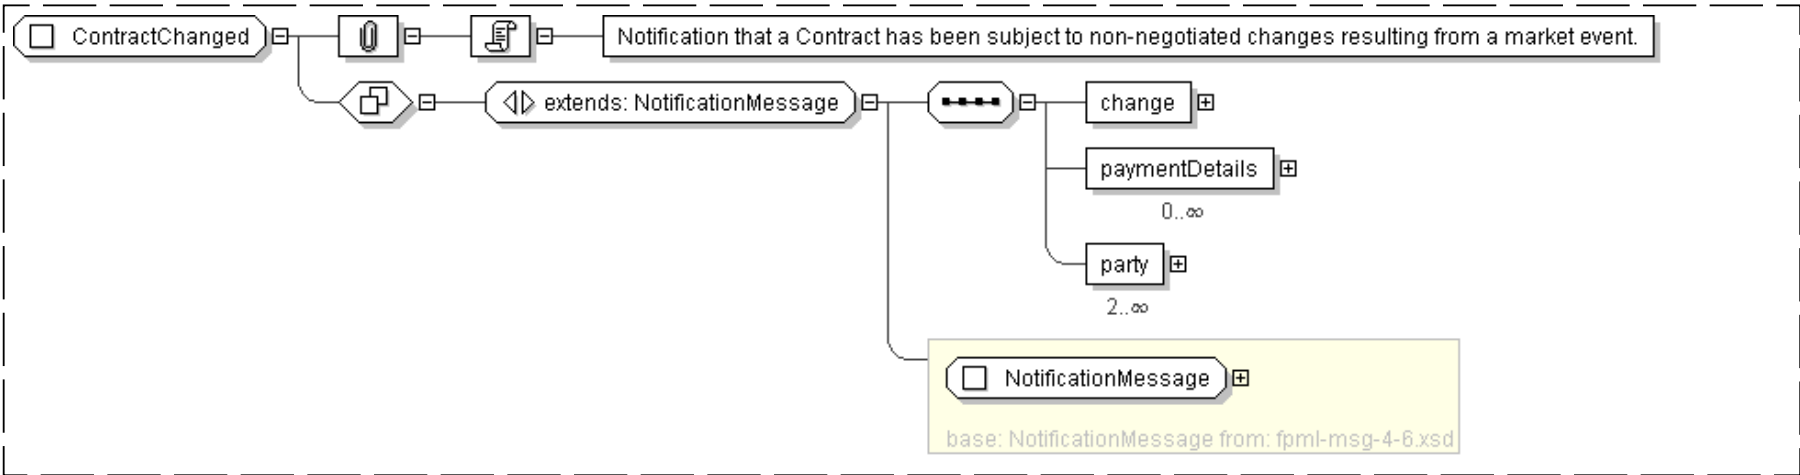 ContractChanged
Notification that a Contract has been subject to non-negotiated changes resulting from a market event.
extends: NotificationMessage
change
paymentDetails
0..∞
party
2..∞
NotificationMessage
base: NotificationMessage from: fpml-msg-4-6.xsd